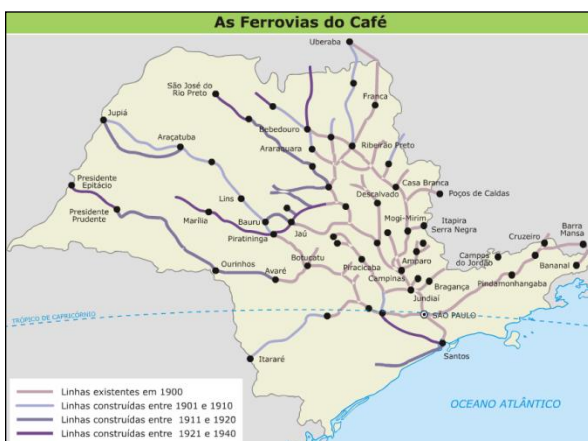 As Ferrovias do Café
Uberaba
São José do
Rio Preto
Franca
Jupiá
Bebedouro
Araçatuba
Araraquara
Ribeirão Preto
Presidente
Epitácio
Casa Branca
Poços de Caldas
Lins
Descalvado
Presidente
Prudente
Marília
Bauru
Jaú
Mogi-Mirim
Itapira
Serra Negra
Piratininga
Cruzeiro
Barra
Mansa
Botucatu
Campos
do Jordão
Ourinhos
Avaré
Piracicaba
Amparo
Campinas
Bragança
Bananal
Pindamonhangaba
Jundiaí
TRÓPICO DE CAPRICÓRNIO
SÃO PAULO
Itararé
Santos
Linhas existentes em 1900
Linhas construídas entre 1901 e 1910
Linhas construídas entre 1911 e 1920
Linhas construídas entre 1921 e 1940
OCEANO ATLÂNTICO